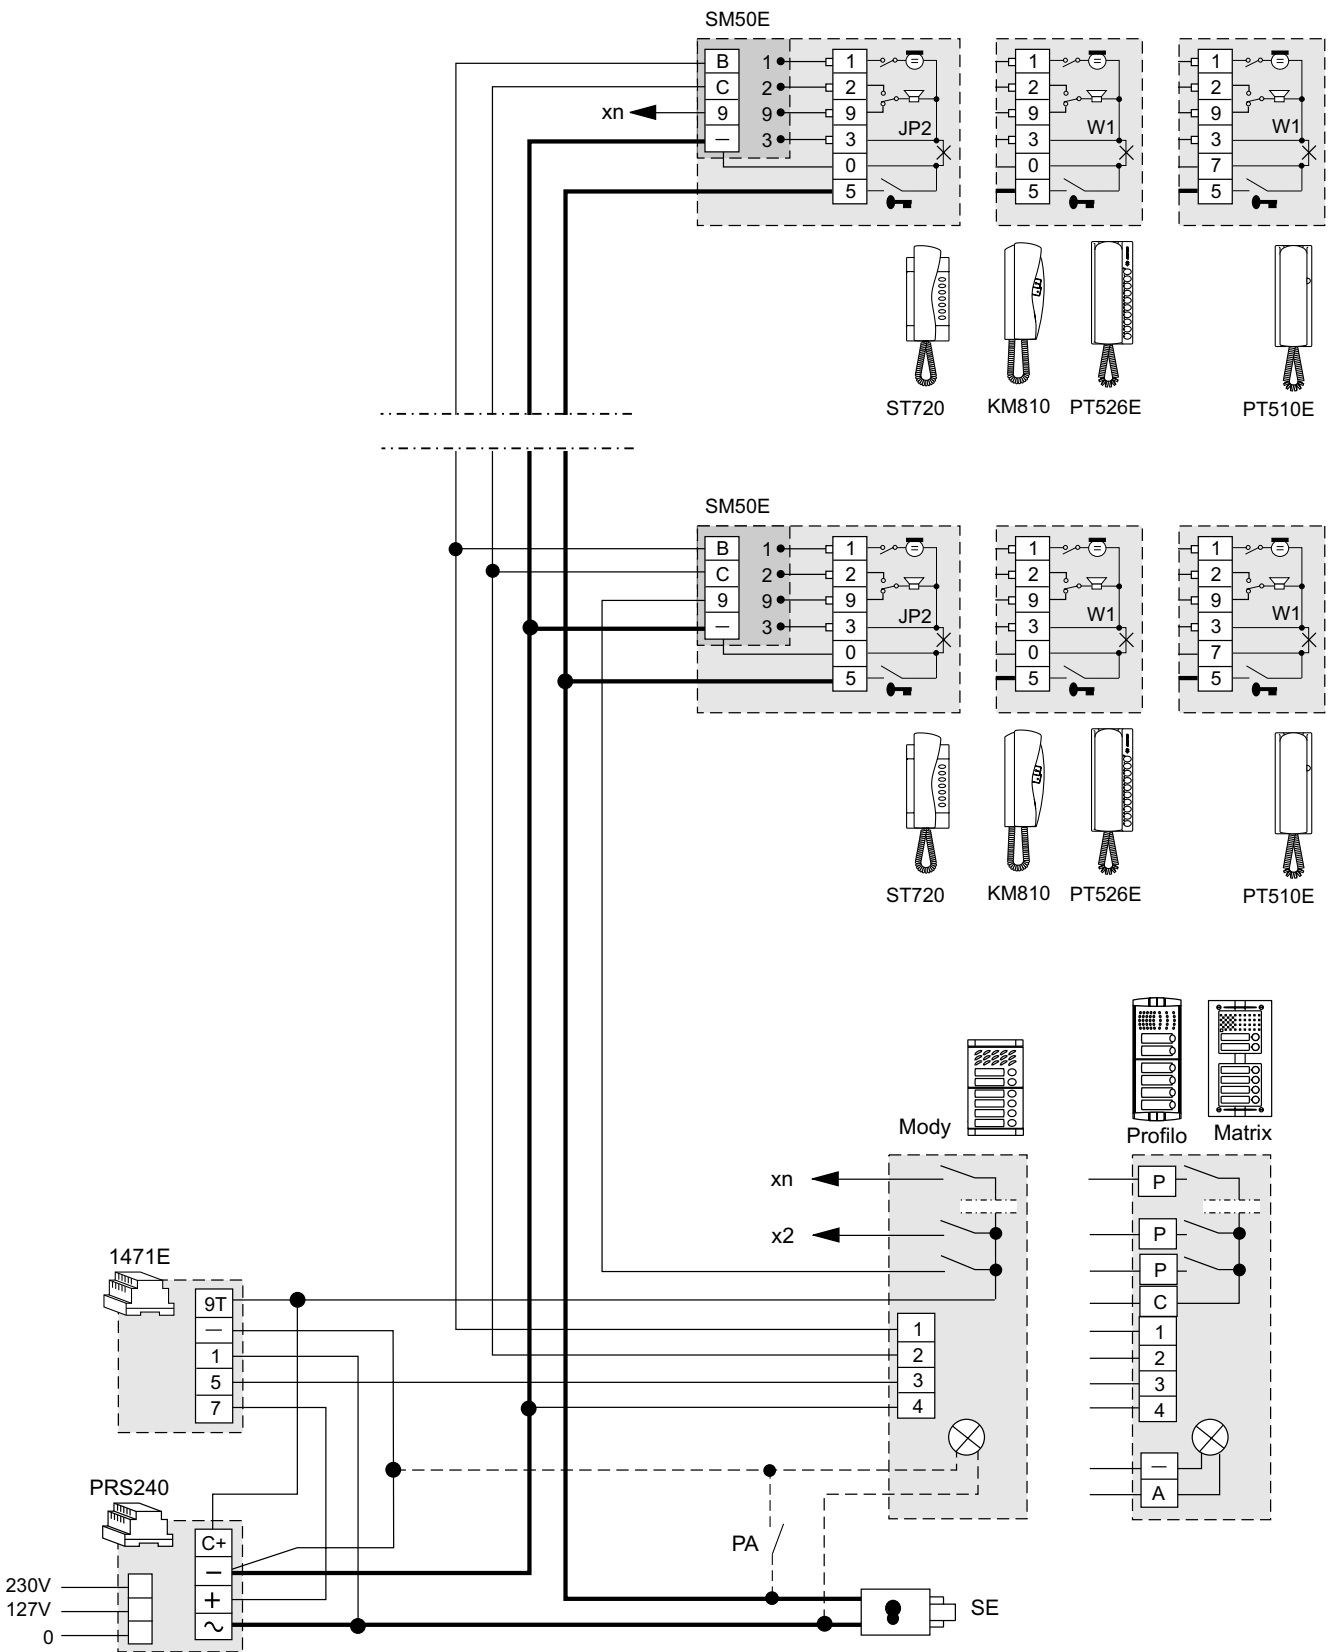 SM50E
B 1 1 1 1
C 2 2 2 2
xn 9 9 9 9 9
— 3 3 JP2 3 W1 3 W1
0 0 7
5 5 5
ST720 KM810 PT526E PT510E
SM50E
B 1 1 1 1
C 2 2 2 2
9 9 9 9 9
— 3 3 JP2 3 W1 3 W1
0 0 7
5 5 5
ST720 KM810 PT526E PT510E
Mody Profilo Matrix
xn P
x2 P
P
1471E
9T C
— 1 1
1 2 2
5 3 3
7 4 4
—
A
PRS240
C+
—
+
~
230V
127V
0
PA
SE